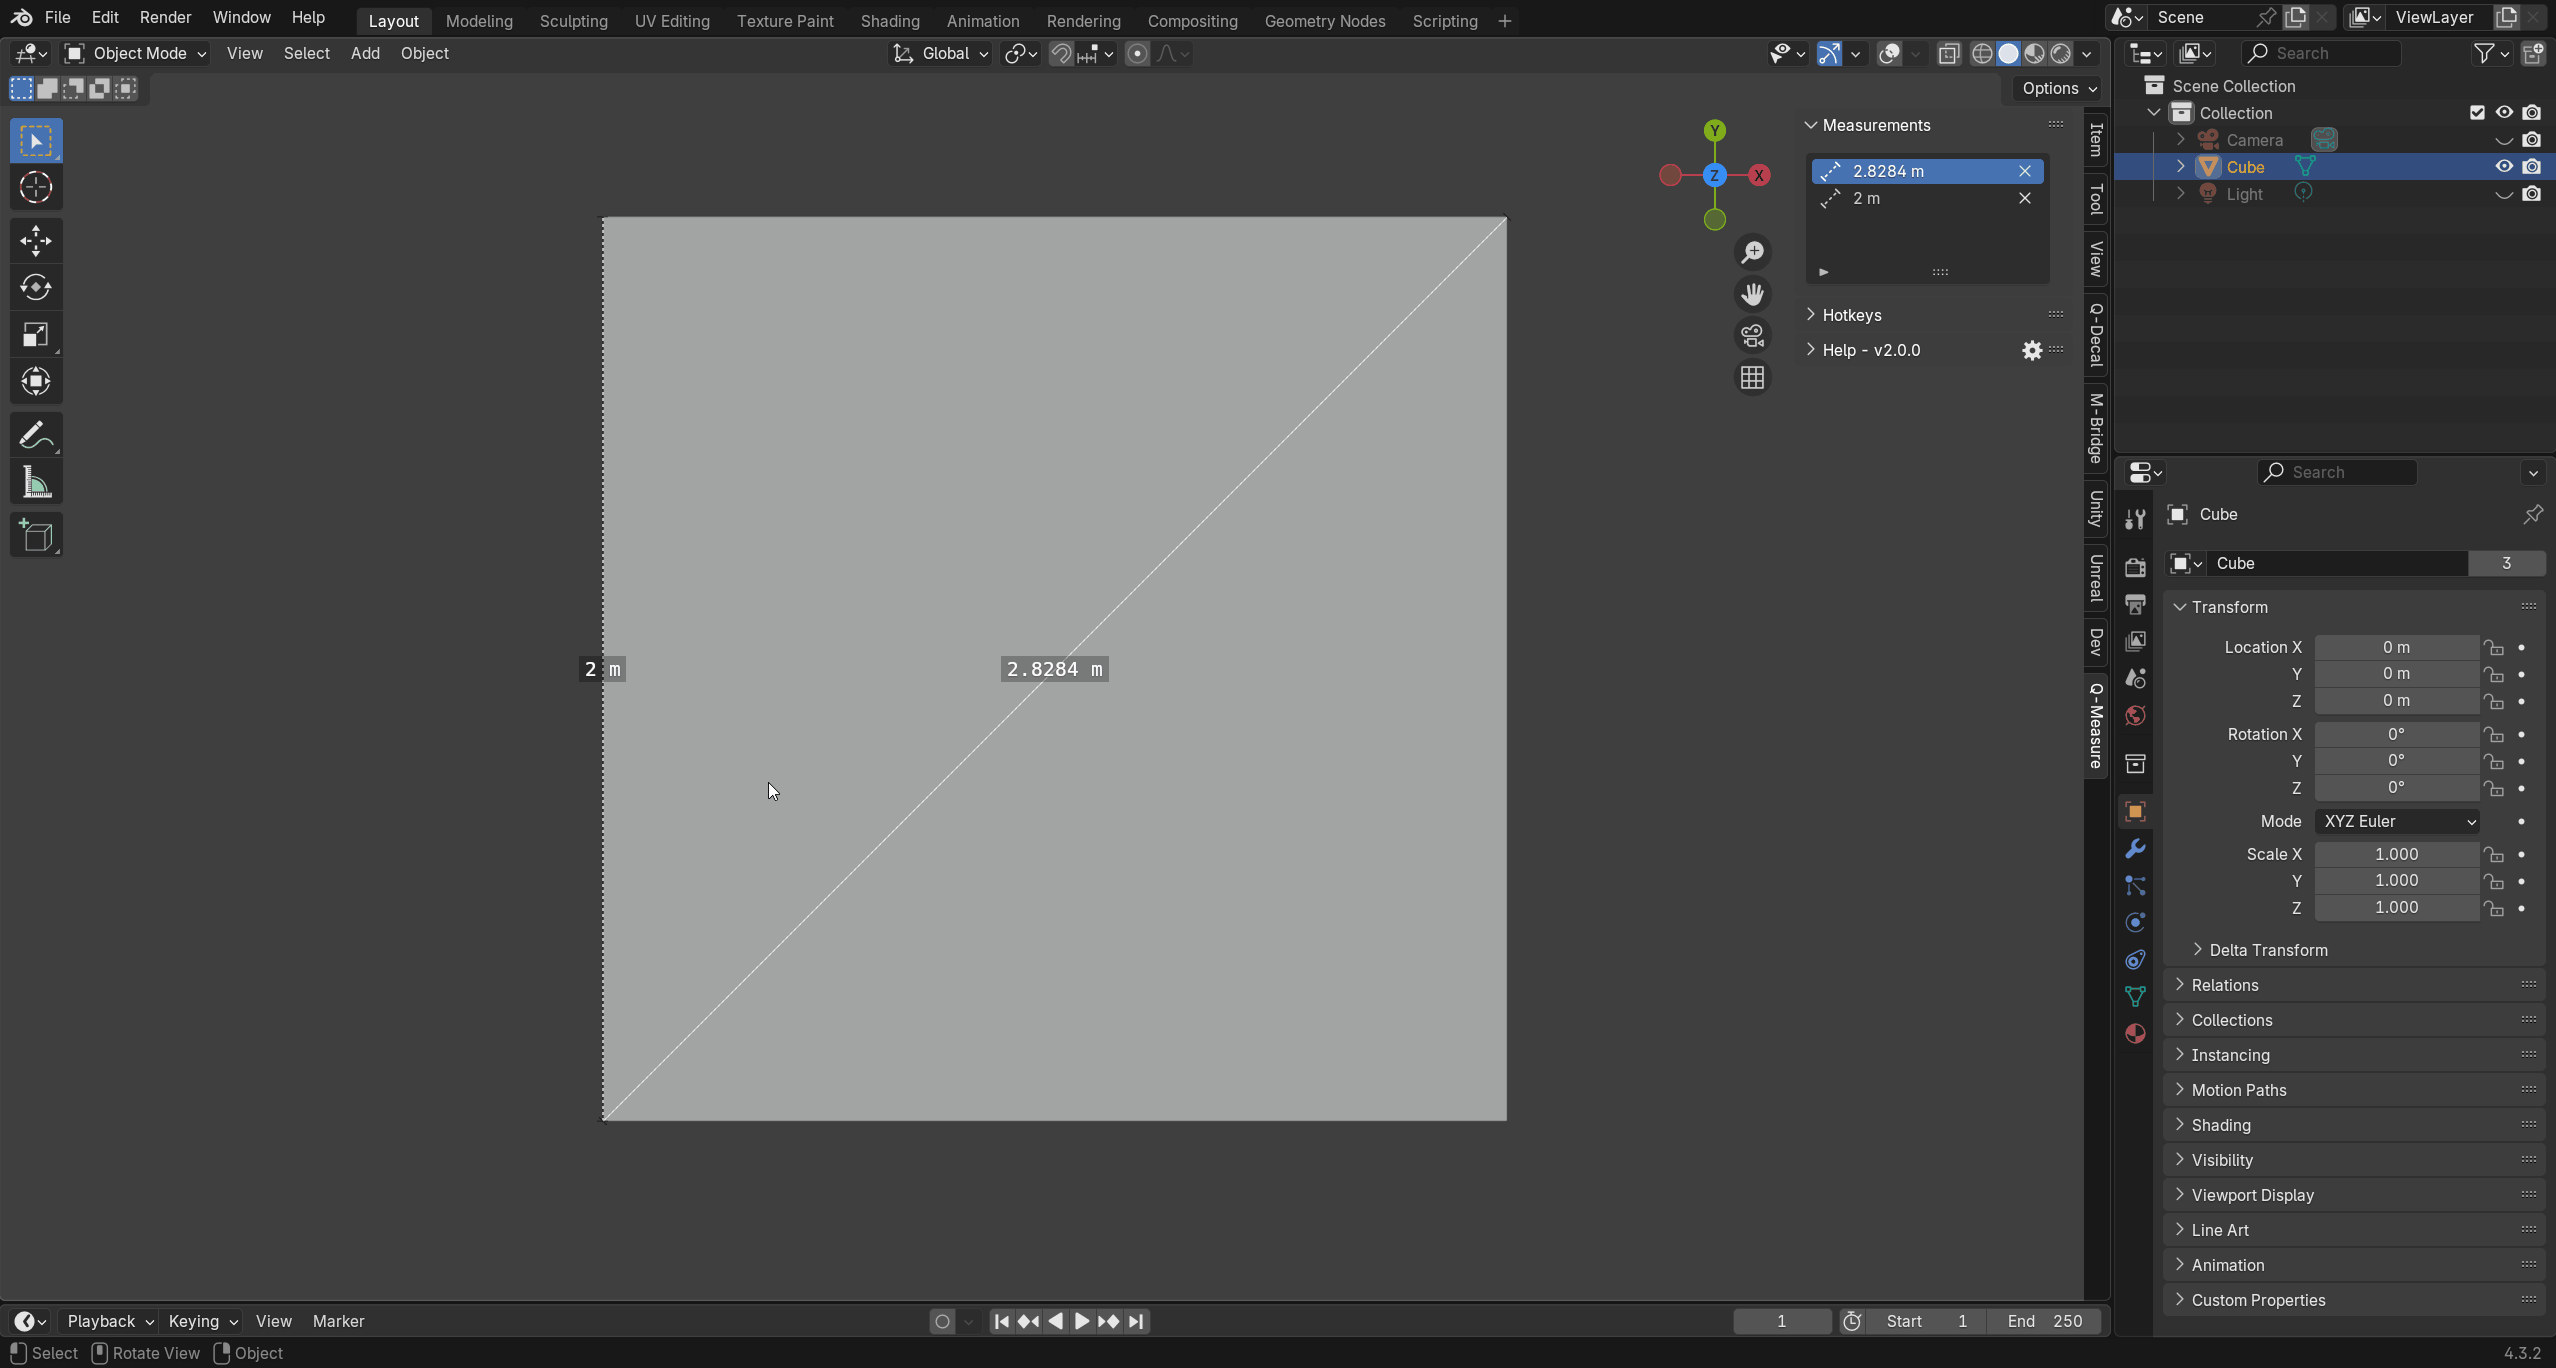 File Edit Render Window Help Layout Modeling Sculpting UV Editing Texture Paint Shading Animation Rendering Compositing Geometry Nodes Scripting + Scene ViewLayer
Object Mode View Select Add Object Global Search
Options
Scene Collection
Collection
Camera
Cube
Light
Y
Z
X
Measurements
2.8284 m
2 m
Hotkeys
Help - v2.0.0
Item
Tool
View
Q-Decal
M-Bridge
Unity
Unreal
Dev
Q-Measure
2 m
2.8284 m
Search
Cube
Cube 3
Transform
Location X 0 m
Y 0 m
Z 0 m
Rotation X 0°
Y 0°
Z 0°
Mode XYZ Euler
Scale X 1.000
Y 1.000
Z 1.000
Delta Transform
Relations
Collections
Instancing
Motion Paths
Shading
Visibility
Viewport Display
Line Art
Animation
Custom Properties
Playback Keying View Marker 1 Start 1 End 250
Select Rotate View Object 4.3.2